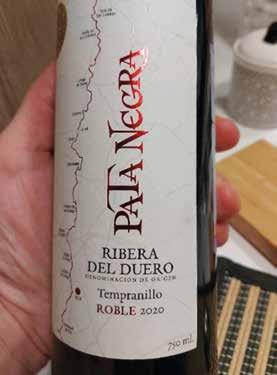 PATA NEGRA
RIBERA
DEL DUERO
DENOMINACIÓN DE ORIGEN
Tempranillo
ROBLE 2020
750 ml.